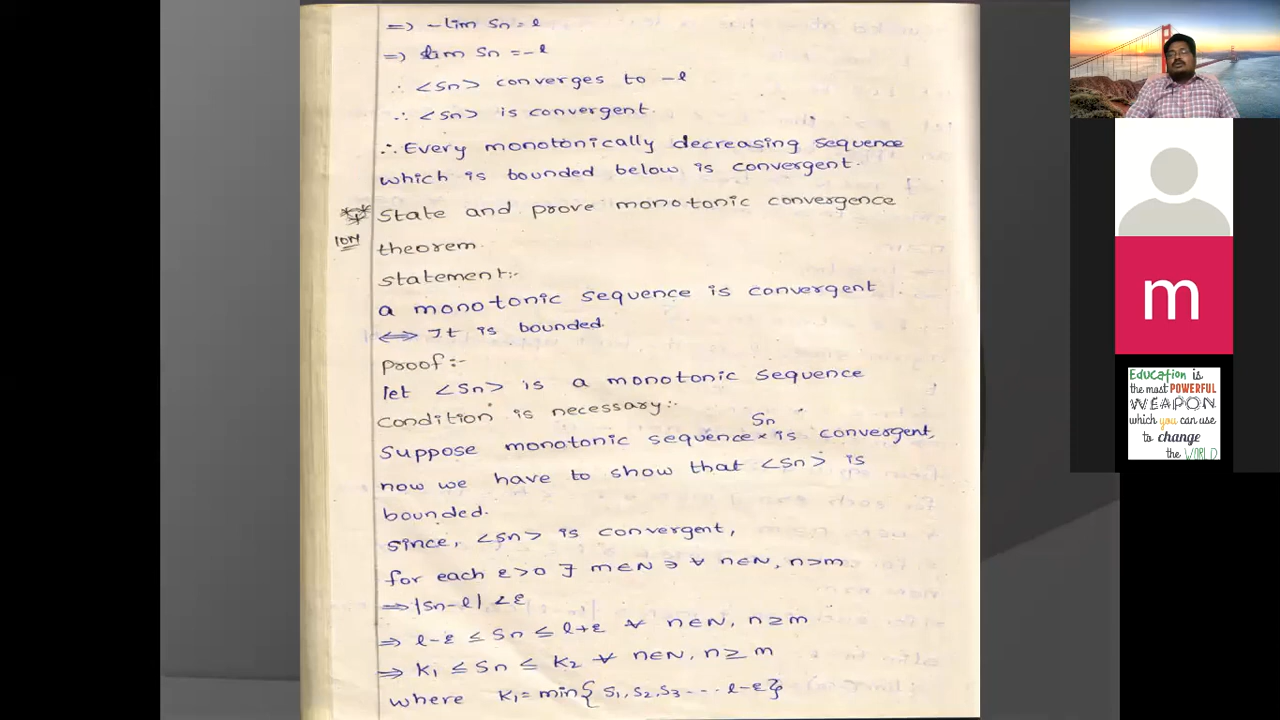 => -lim Sn = l
=> lim Sn = -l
∴ <Sn> converges to -l
∴ <Sn> is convergent.
∴ Every monotonically decreasing sequence
which is bounded below is convergent.
State and prove monotonic convergence
10M
theorem.
statement:-
a monotonic sequence is convergent
<=> It is bounded.
proof:-
let <Sn> is a monotonic sequence
condition is necessary:-
Sn
Suppose monotonic sequence x is convergent,
now we have to show that <Sn> is
bounded.
since, <Sn> is convergent,
for each ε>0 ∃ m∈N ∋ ∀ n∈N, n>m
=> |Sn-l| <ε
=> l-ε ≤ Sn ≤ l+ε ∀ n∈N, n≥m
=> K₁ ≤ Sn ≤ K₂ ∀ n∈N, n≥m
where K₁ = min{ S₁, S₂, S₃ --- l-ε}
m
Education is
the most POWERFUL
WEAPON
which you can use
to change
the WORLD